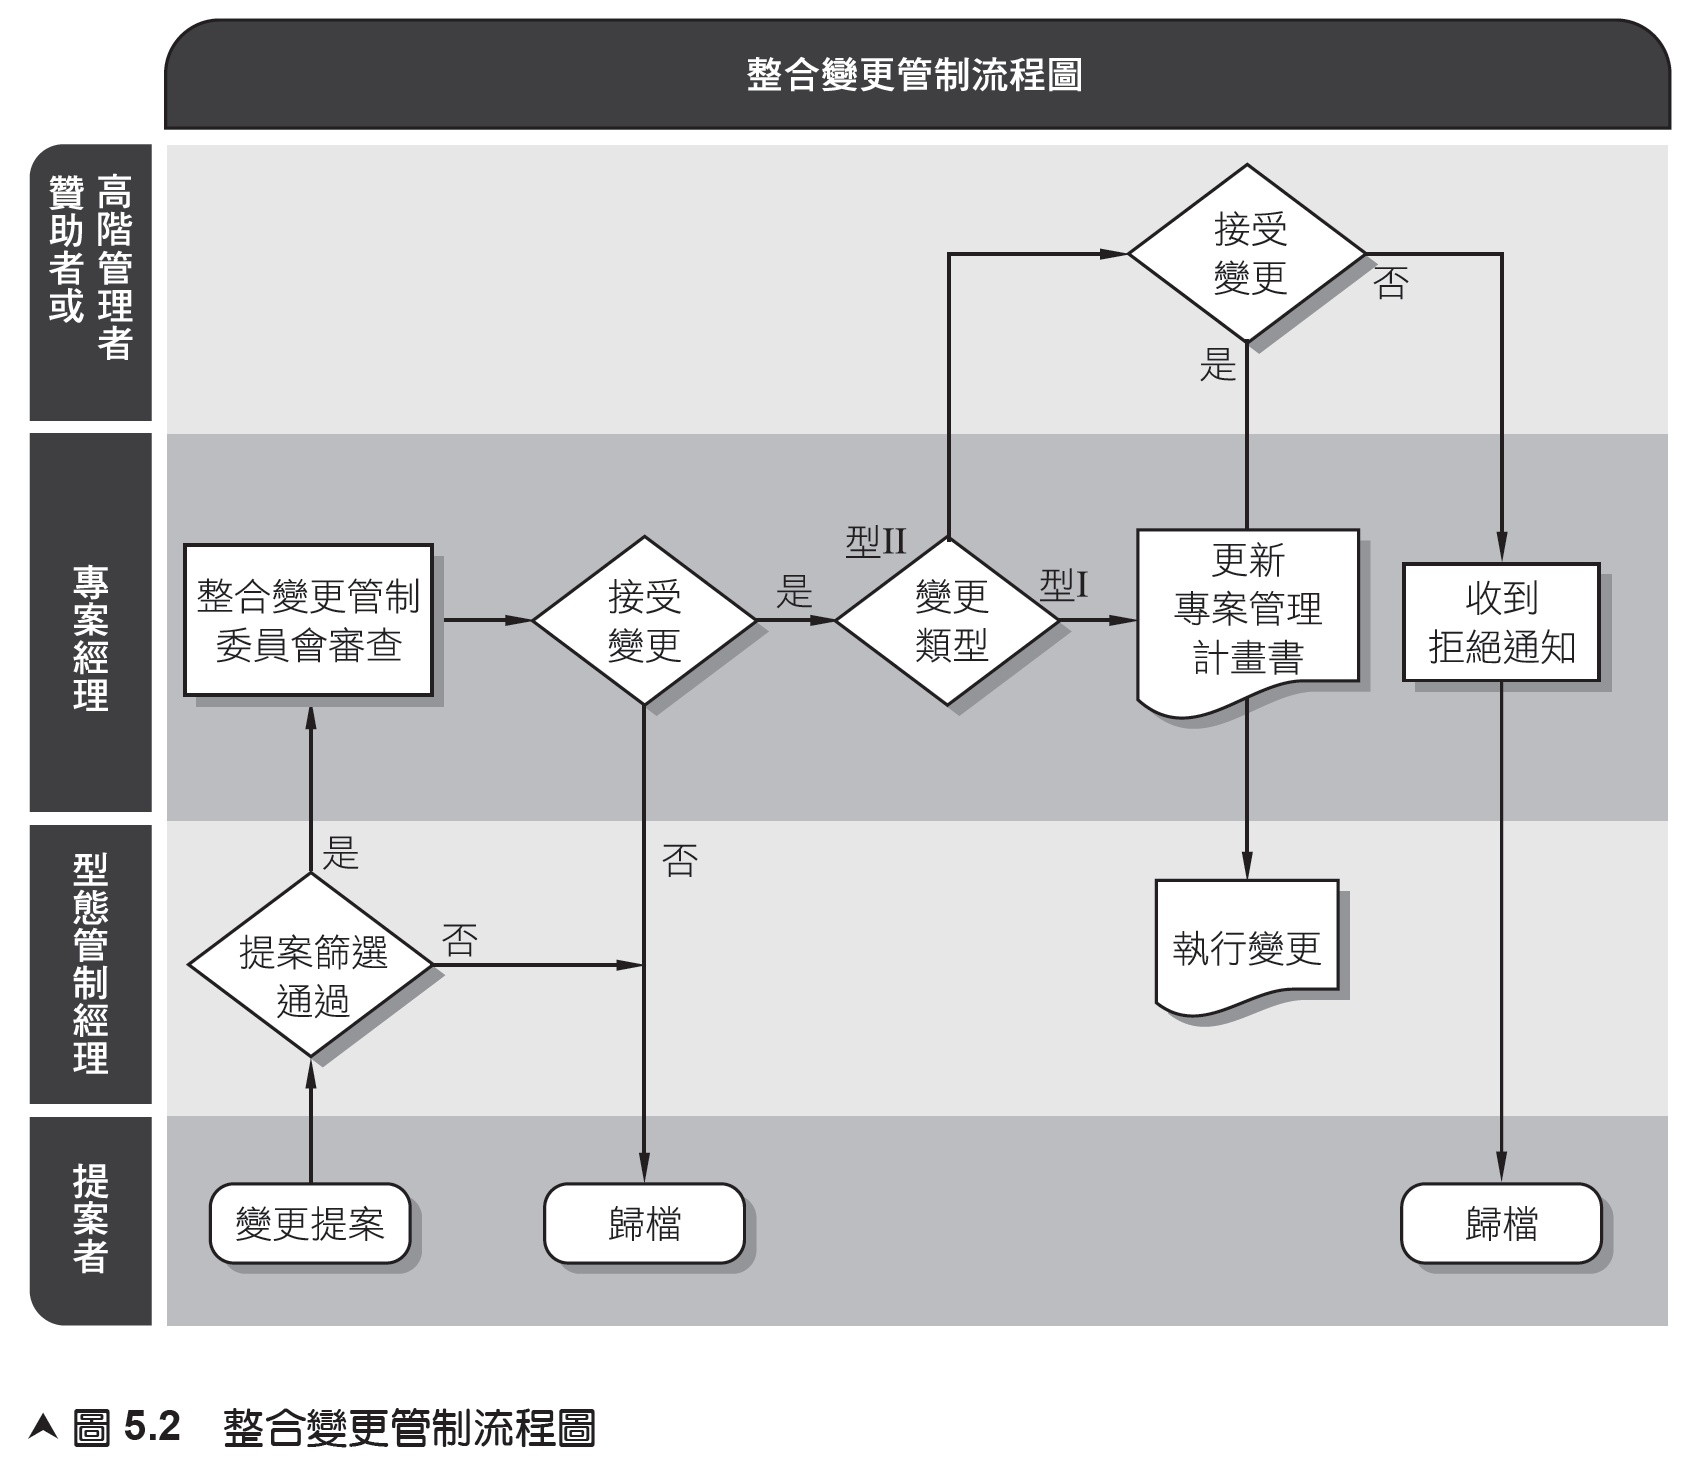 整合變更管制流程圖
高階管理者
贊助者或
接受
變更
否
是
專案經理
整合變更管制
委員會審查
接受
變更
是
型II
變更
類型
型I
更新
專案管理
計畫書
收到
拒絕通知
型態管制經理
是
提案篩選
通過
否
否
執行變更
提案者
變更提案
歸檔
歸檔
圖 5.2 整合變更管制流程圖